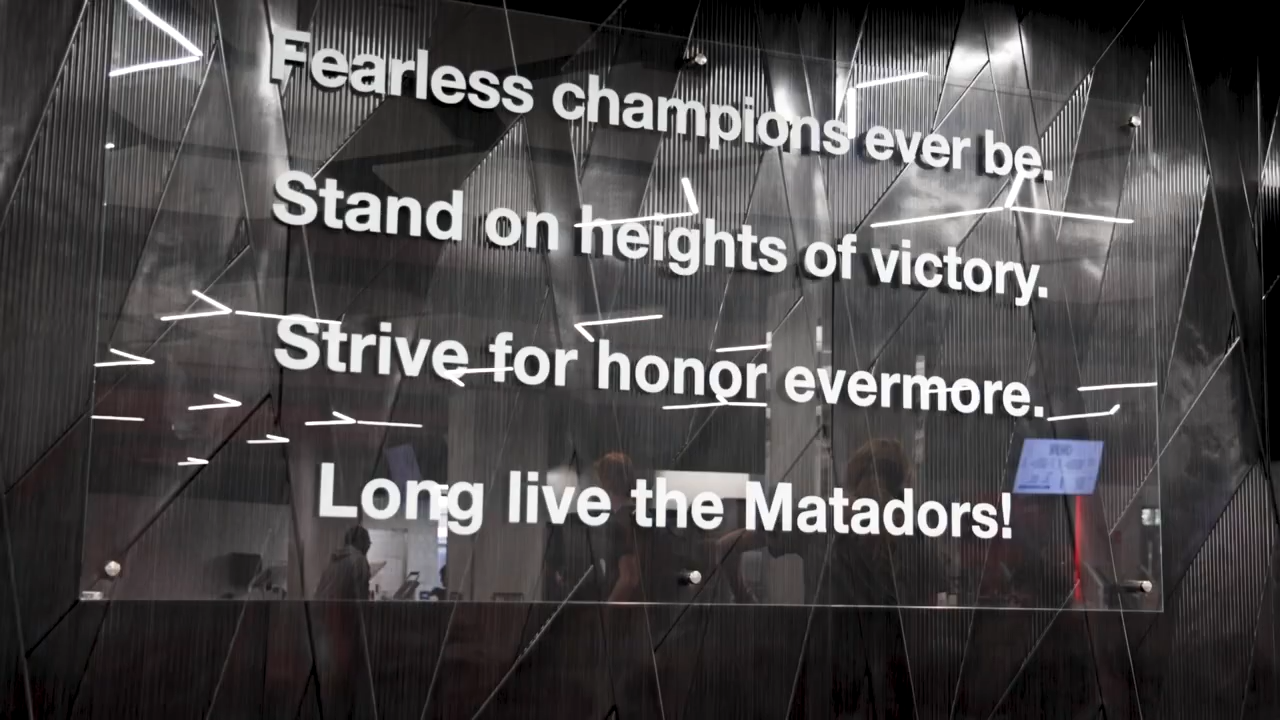 Fearless champions ever be.
Stand on heights of victory.
Strive for honor evermore.
Long live the Matadors!